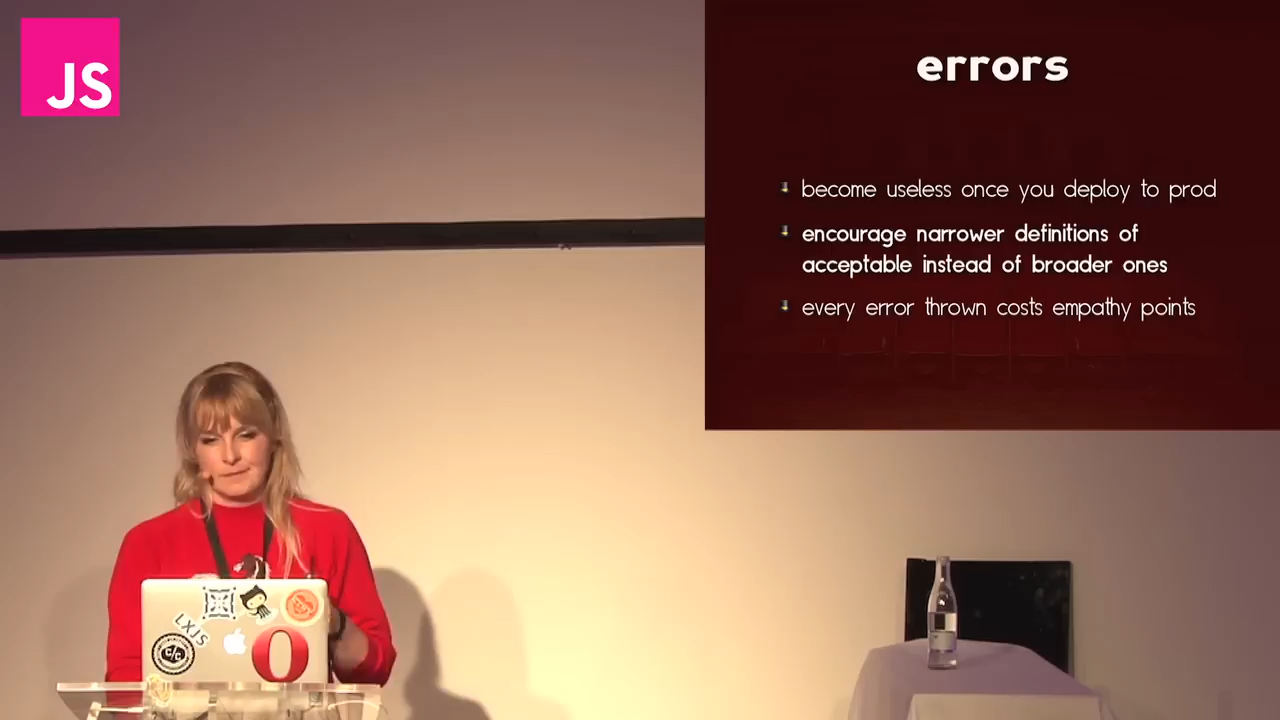 JS
errors
become useless once you deploy to prod
encourage narrower definitions of
acceptable instead of broader ones
every error thrown costs empathy points
LXJS
C/C